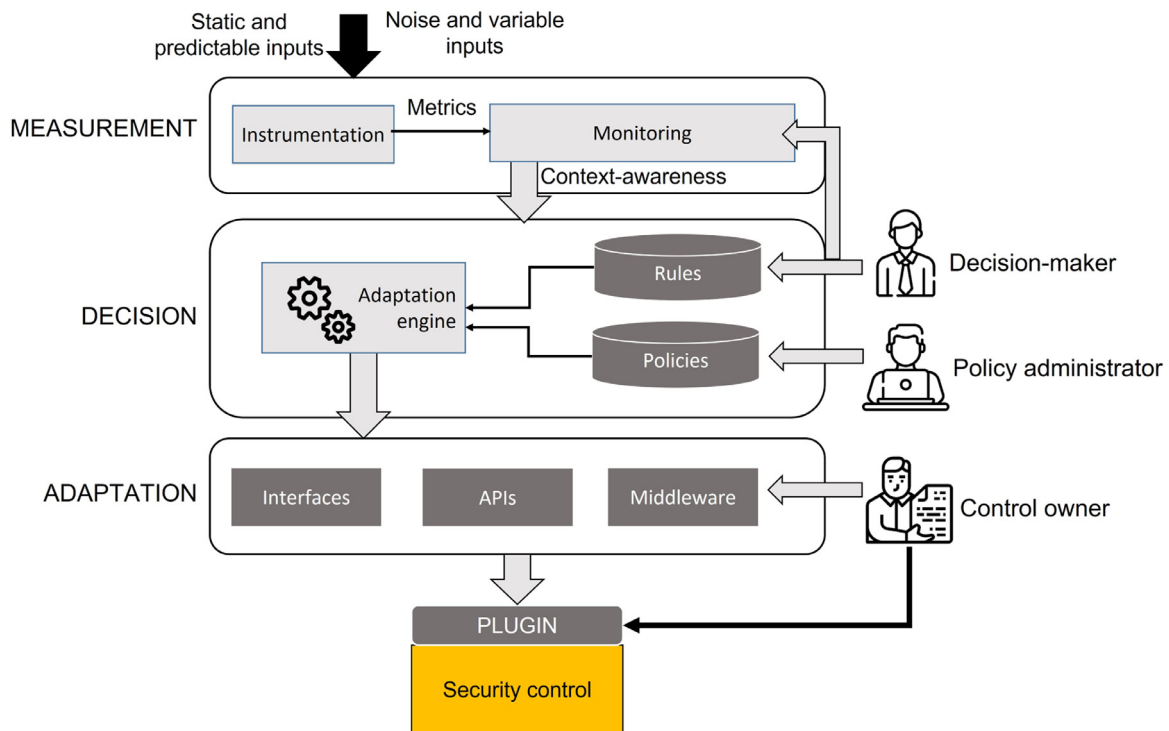 Static and
predictable inputs
Noise and variable
inputs
MEASUREMENT
Instrumentation
Metrics
Monitoring
Context-awareness
DECISION
Adaptation
engine
Rules
Policies
Decision-maker
Policy administrator
ADAPTATION
Interfaces
APIs
Middleware
Control owner
PLUGIN
Security control